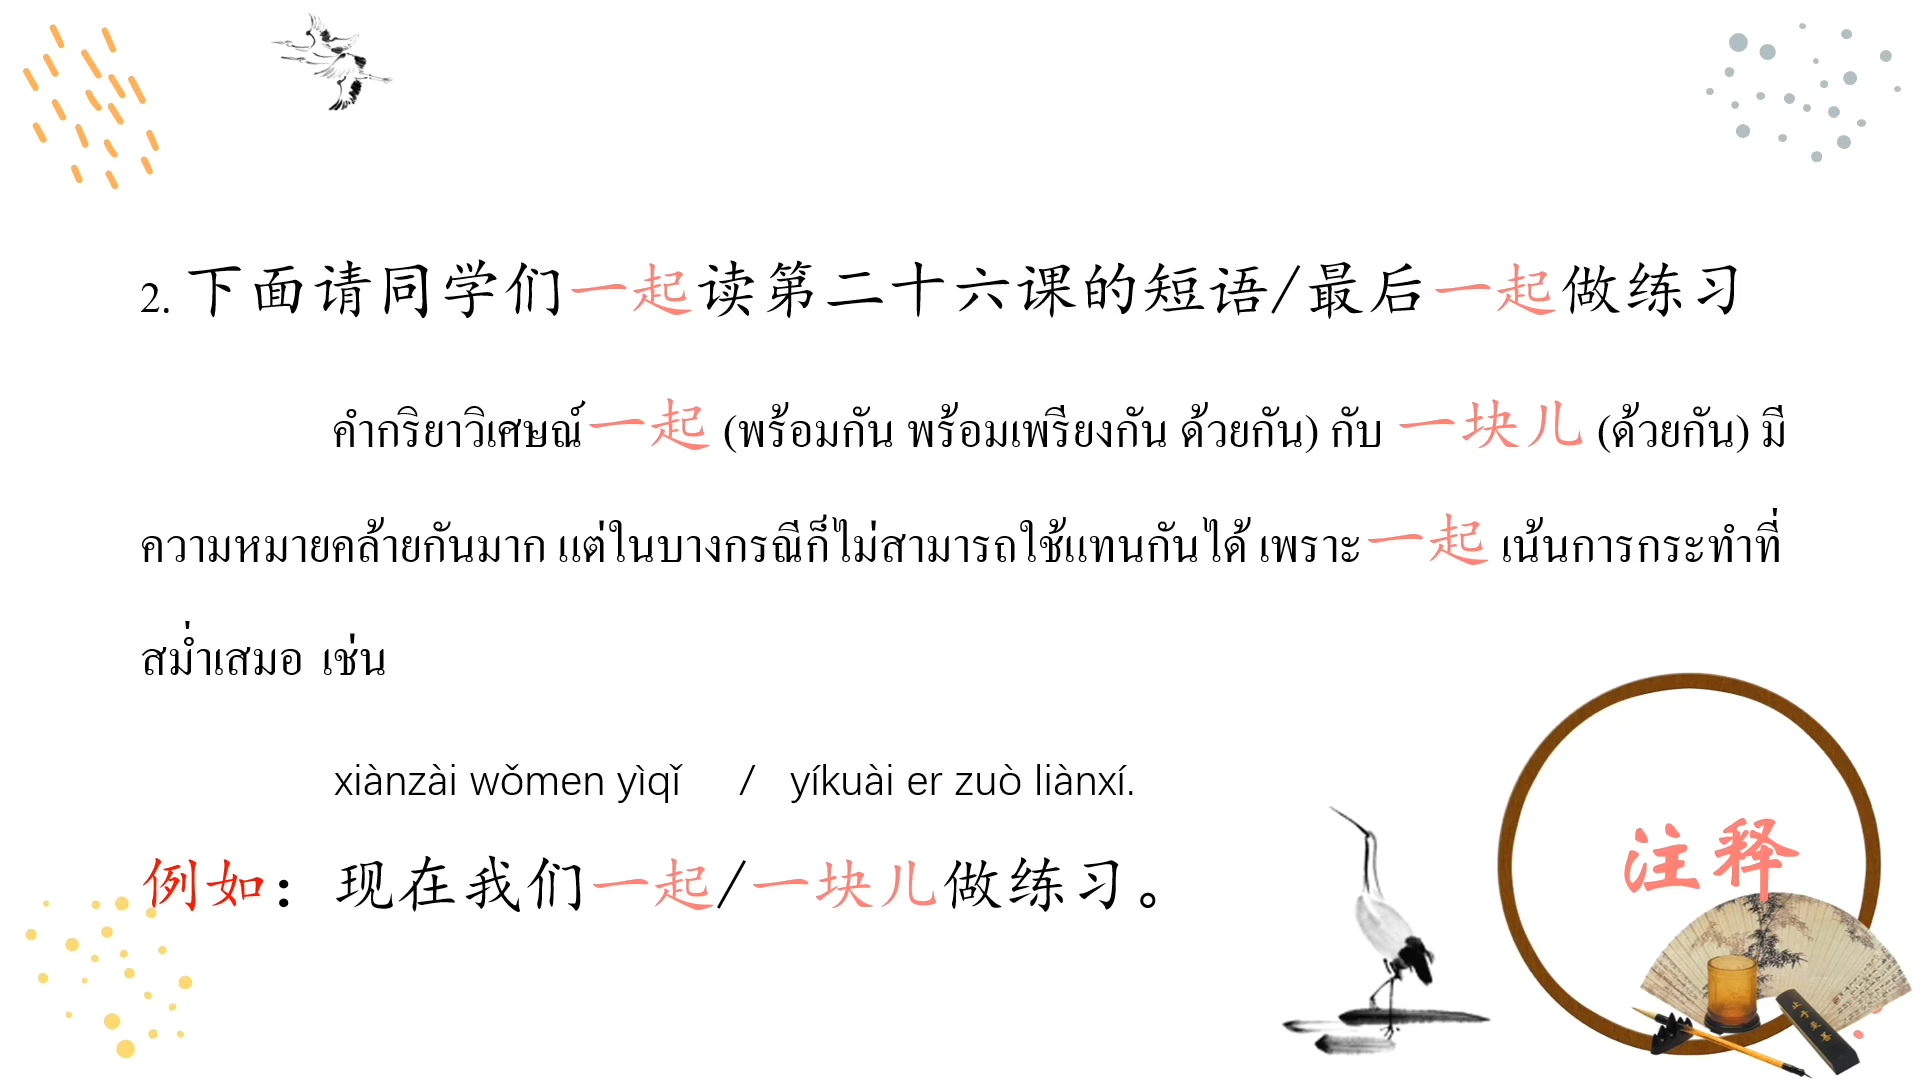 2. 下面请同学们一起读第二十六课的短语/最后一起做练习
คำกริยาวิเศษณ์一起 (พร้อมกัน พร้อมเพรียงกัน ด้วยกัน) กับ 一块儿 (ด้วยกัน) มี
ความหมายคล้ายกันมาก แต่ในบางกรณีก็ไม่สามารถใช้แทนกันได้ เพราะ一起 เน้นการกระทำที่
สม่ำเสมอ เช่น
xiànzài wǒmen yìqǐ / yíkuài er zuò liànxí.
例如：现在我们一起/一块儿做练习。
注释